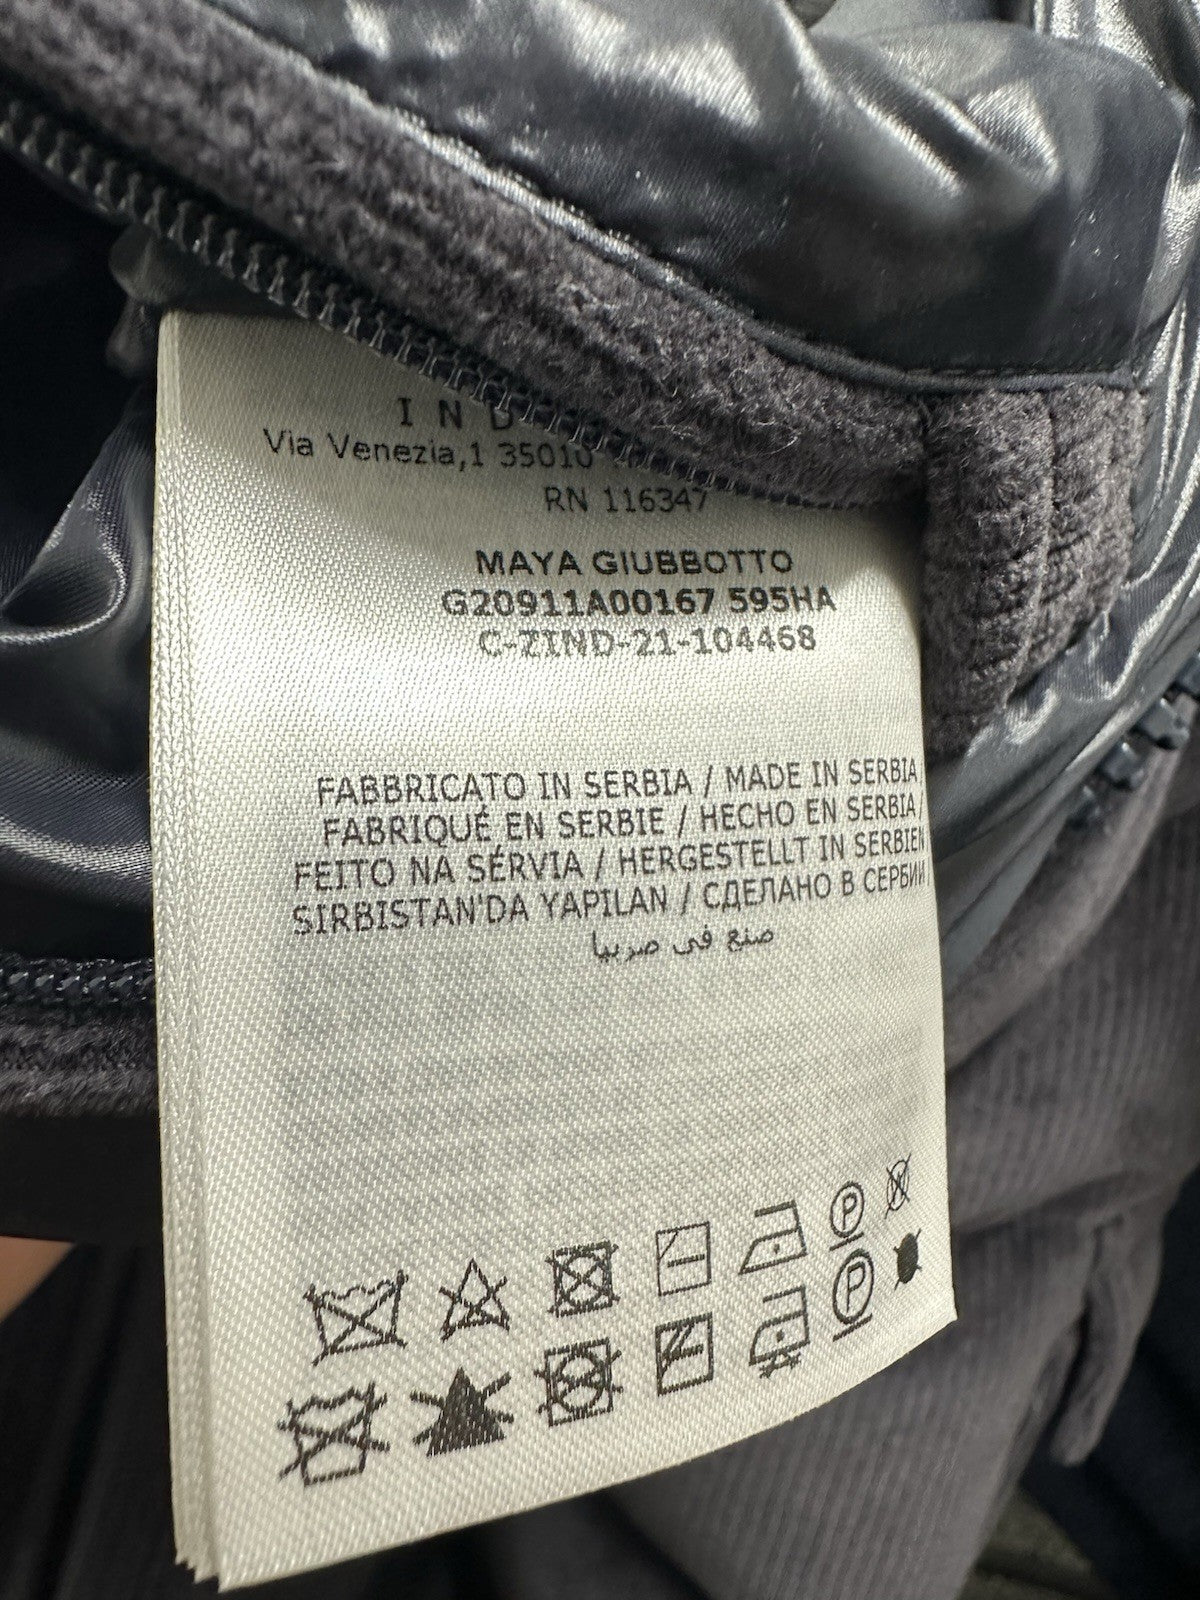 I N D
Via Venezia,1 35010
RN 116347
MAYA GIUBBOTTO
G20911A00167 595HA
C-ZIND-21-104468
FABBRICATO IN SERBIA / MADE IN SERBIA
FABRIQUÉ EN SERBIE / HECHO EN SERBIA /
FEITO NA SÉRVIA / HERGESTELLT IN SERBIEN
SIRBISTAN'DA YAPILAN / СДЕЛАНО В СЕРБИИ /
صنع في صربيا
P
P